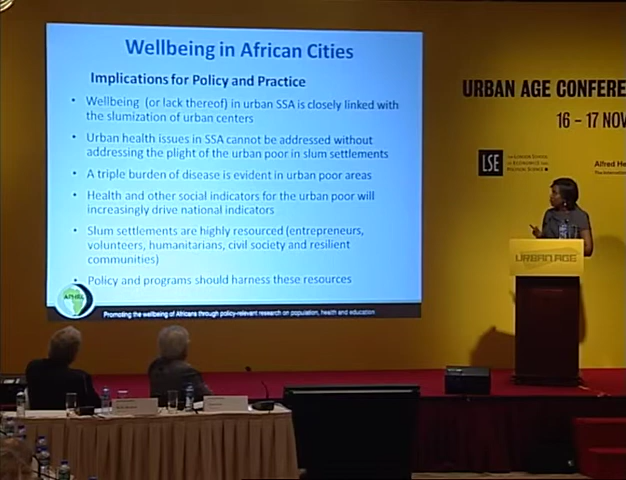 Wellbeing in African Cities
Implications for Policy and Practice
• Wellbeing (or lack thereof) in urban SSA is closely linked with
the slumization of urban centers
• Urban health issues in SSA cannot be addressed without
addressing the plight of the urban poor in slum settlements
• A triple burden of disease is evident in urban poor areas
• Health and other social indicators for the urban poor will
increasingly drive national indicators
• Slum settlements are highly resourced (entrepreneurs,
volunteers, humanitarians, civil society and resilient
communities)
• Policy and programs should harness these resources
APHRC
Promoting the wellbeing of Africans through policy-relevant research on population, health and education
URBAN AGE CONFERE
16 – 17 NOV
LSE
THE LONDON SCHOOL
OF ECONOMICS AND
POLITICAL SCIENCE
Alfred He
The Internation
URBAN AGE